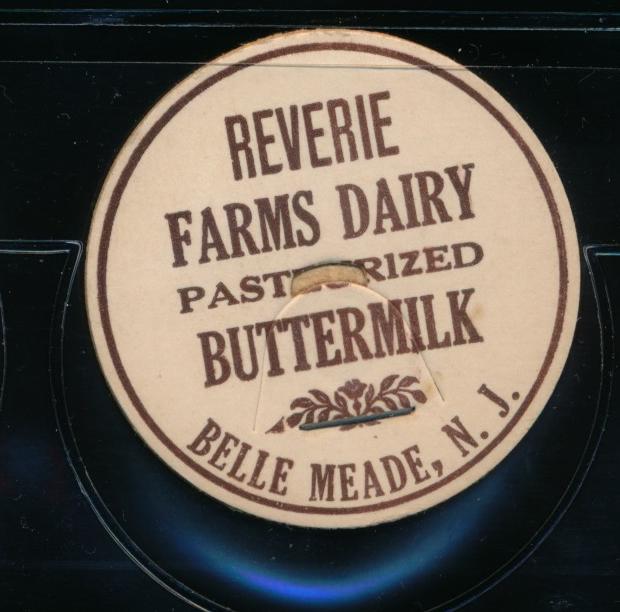 REVERIE
FARMS DAIRY
PASTEURIZED
BUTTERMILK
BELLE MEADE, N. J.